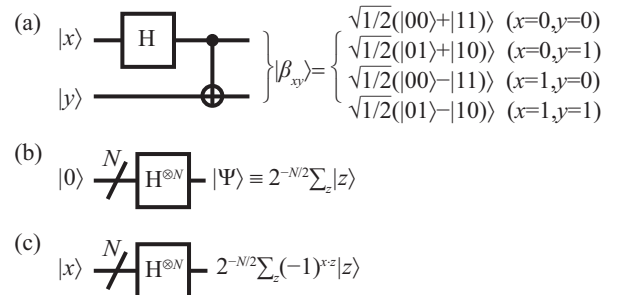 (a) |x⟩ H |y⟩ |β_xy⟩=
√1/2(|00⟩+|11)⟩ (x=0,y=0)
√1/2(|01⟩+|10)⟩ (x=0,y=1)
√1/2(|00⟩−|11)⟩ (x=1,y=0)
√1/2(|01⟩−|10)⟩ (x=1,y=1)
(b) |0⟩ N H^⊗N |Ψ⟩ ≡ 2^−N/2∑_z|z⟩
(c) |x⟩ N H^⊗N 2^−N/2∑_z(−1)^x·z|z⟩